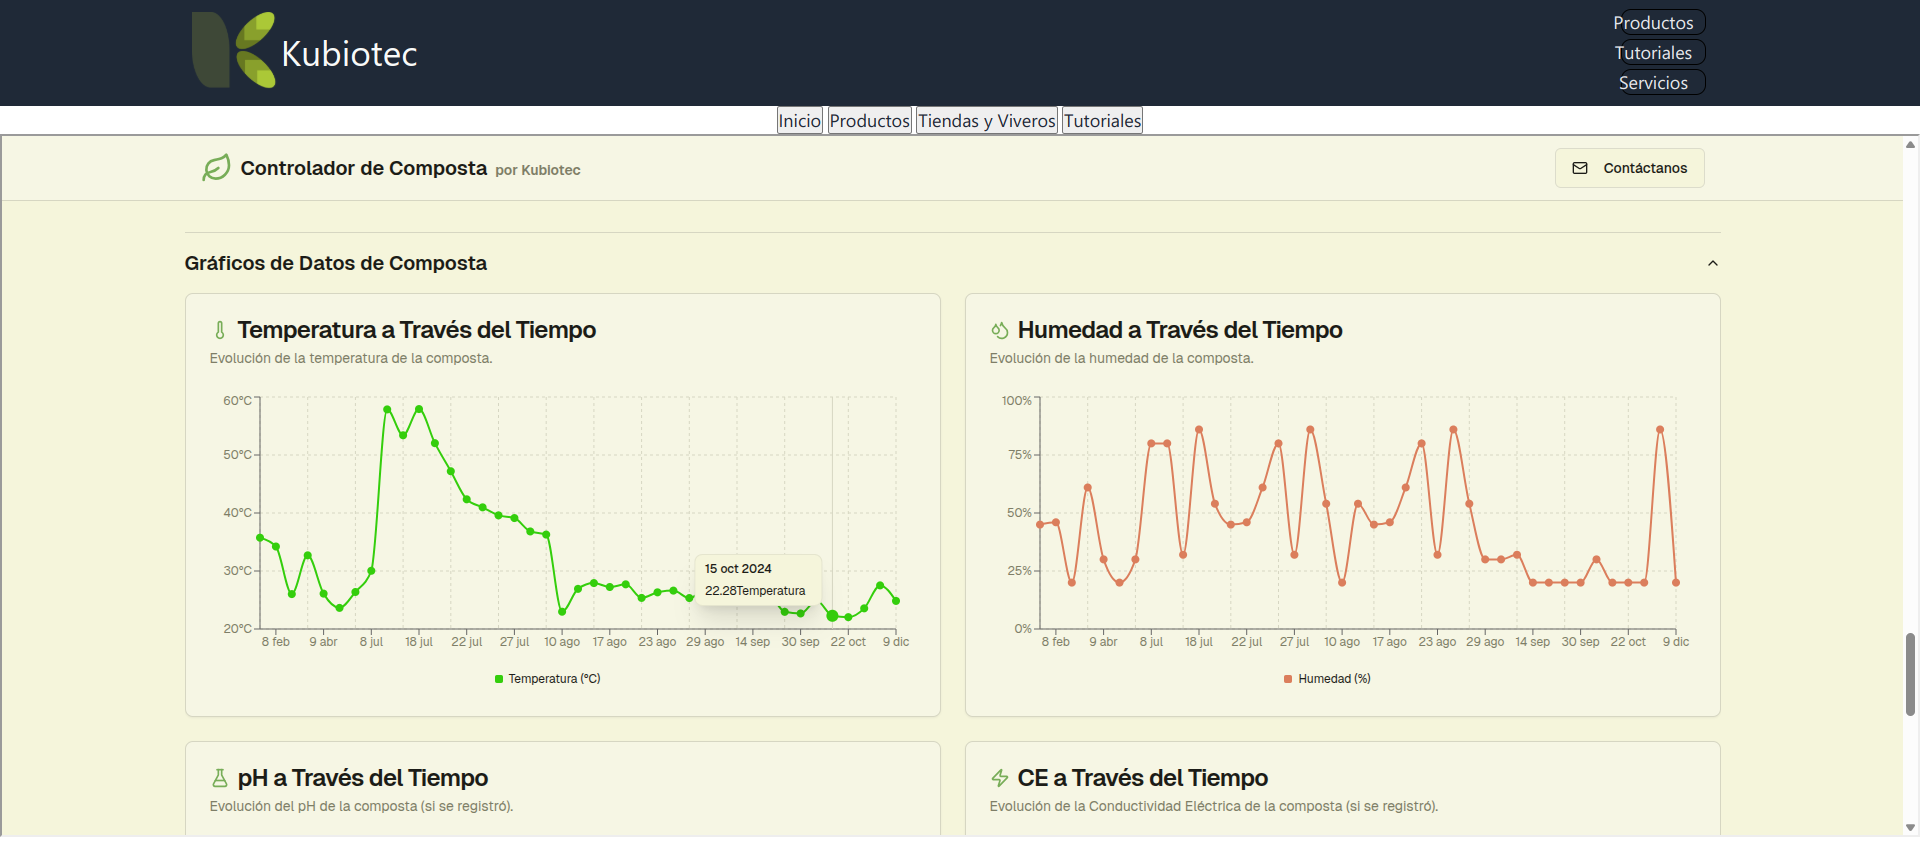 Kubiotec
Productos
Tutoriales
Servicios
Inicio Productos Tiendas y Viveros Tutoriales
Controlador de Composta por Kubiotec
Contáctanos
Gráficos de Datos de Composta
Temperatura a Través del Tiempo
Evolución de la temperatura de la composta.
60°C
50°C
40°C
30°C
20°C
15 oct 2024
22.28Temperatura
8 feb 9 abr 8 jul 18 jul 22 jul 27 jul 10 ago 17 ago 23 ago 29 ago 14 sep 30 sep 22 oct 9 dic
Temperatura (°C)
Humedad a Través del Tiempo
Evolución de la humedad de la composta.
100%
75%
50%
25%
0%
8 feb 9 abr 8 jul 18 jul 22 jul 27 jul 10 ago 17 ago 23 ago 29 ago 14 sep 30 sep 22 oct 9 dic
Humedad (%)
pH a Través del Tiempo
Evolución del pH de la composta (si se registró).
CE a Través del Tiempo
Evolución de la Conductividad Eléctrica de la composta (si se registró).